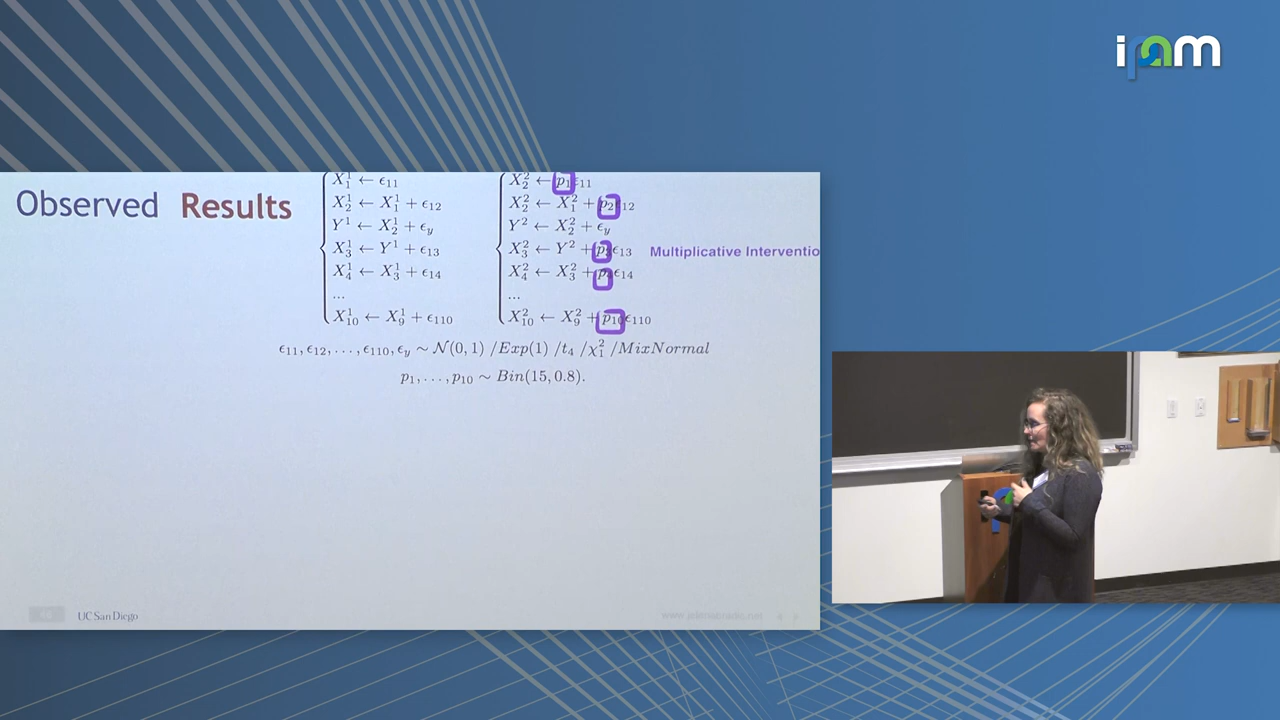 ipam
Observed Results
X_1^1 ← ϵ_11
X_2^1 ← X_1^1 + ϵ_12
Y^1 ← X_2^1 + ϵ_y
X_3^1 ← Y^1 + ϵ_13
X_4^1 ← X_3^1 + ϵ_14
...
X_10^1 ← X_9^1 + ϵ_110
X_2^2 ← p_1 ϵ_11
X_2^2 ← X_1^2 + p_2 ϵ_12
Y^2 ← X_2^2 + ϵ_y
X_3^2 ← Y^2 + p_3 ϵ_13
X_4^2 ← X_3^2 + p_4 ϵ_14
...
X_10^2 ← X_9^2 + p_10 ϵ_110
Multiplicative Interventio
ϵ_11, ϵ_12, . . . , ϵ_110, ϵ_y ∼ N(0, 1) /Exp(1) /t_4 /χ_1^2 /MixNormal
p_1, . . . , p_10 ∼ Bin(15, 0.8).
UC San Diego